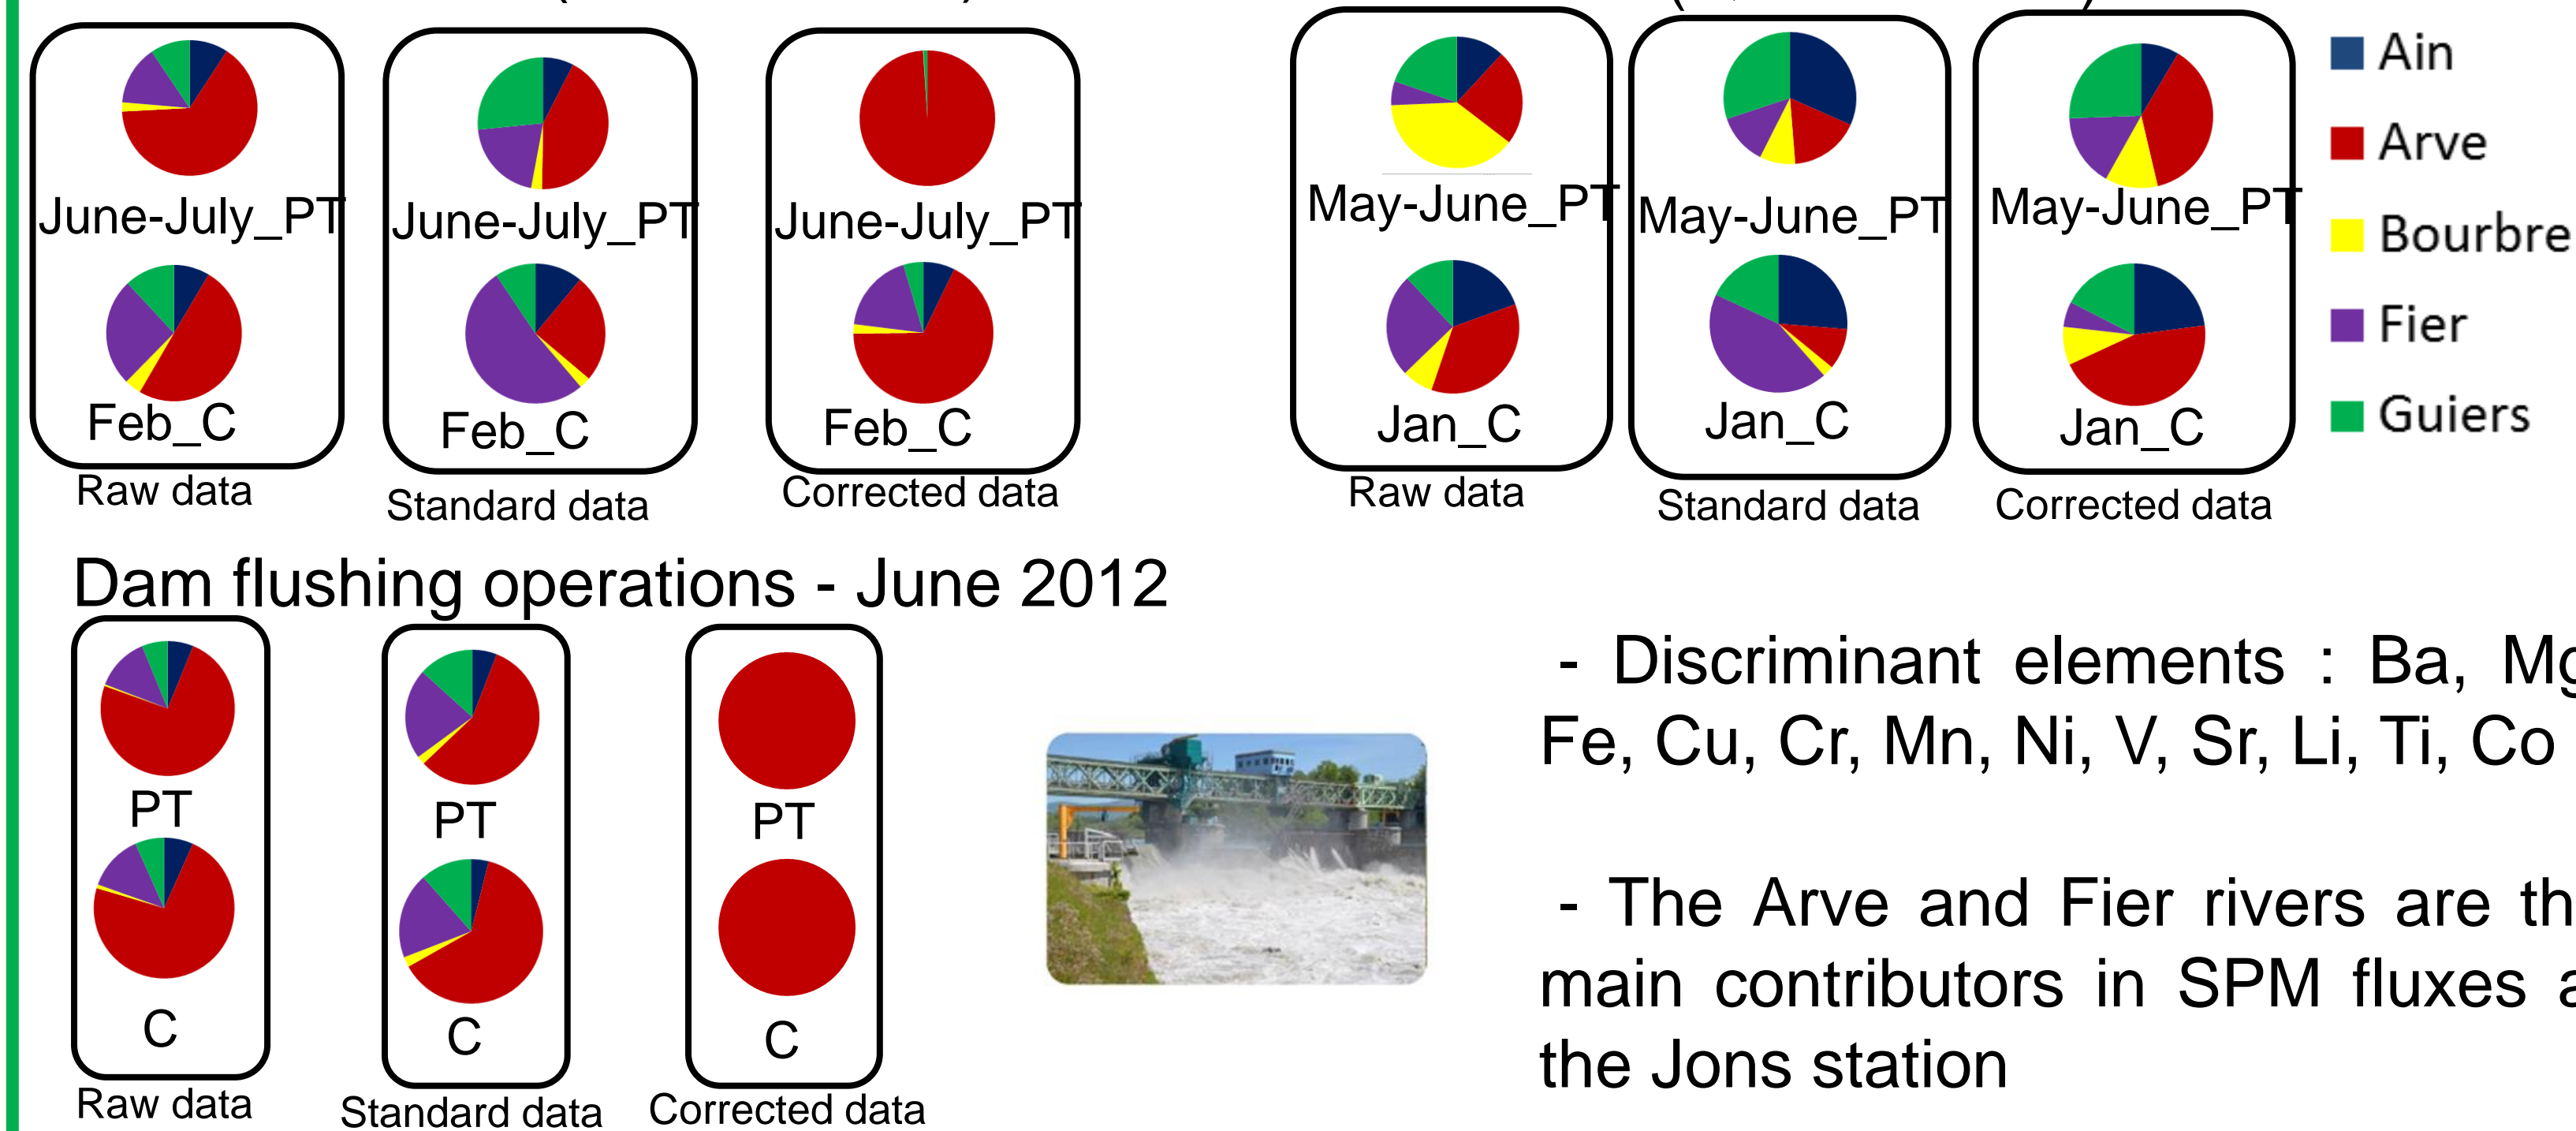 June-July_PT
Feb_C
Raw data
June-July_PT
Feb_C
Standard data
June-July_PT
Feb_C
Corrected data
May-June_PT
Jan_C
Raw data
May-June_PT
Jan_C
Standard data
May-June_PT
Jan_C
Corrected data
Ain
Arve
Bourbre
Fier
Guiers
Dam flushing operations - June 2012
PT
C
Raw data
PT
C
Standard data
PT
C
Corrected data
- Discriminant elements : Ba,
Fe, Cu, Cr, Mn, Ni, V, Sr, Li, Ti, Co
- The Arve and Fier rivers are
main contributors in SPM fluxes
the Jons station